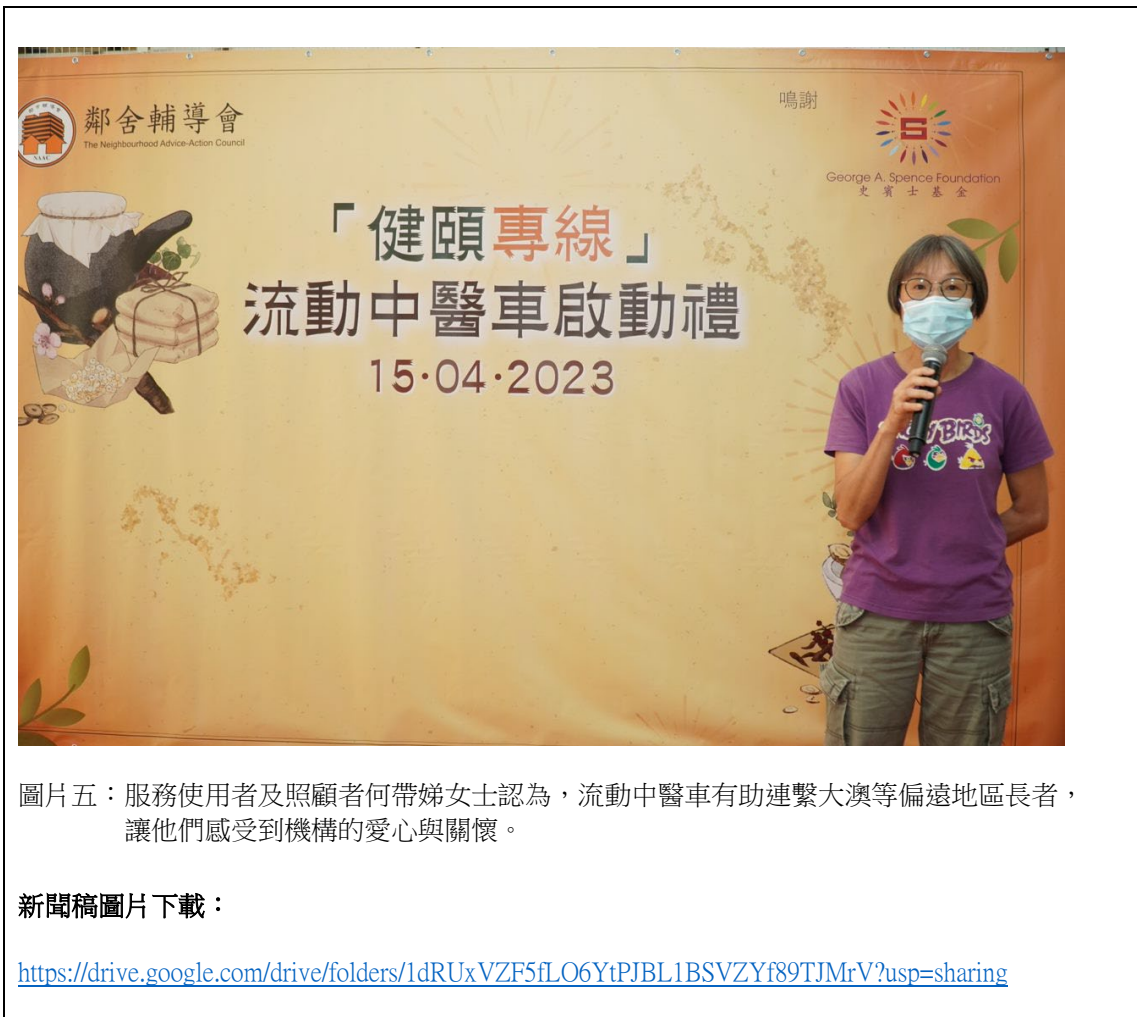 鄰舍輔導會
The Neighbourhood Advice-Action Council
NAAC
鳴謝
S
George A. Spence Foundation
史賓士基金
「健頤專線」
流動中醫車啟動禮
15·04·2023
BIRDS
圖片五：服務使用者及照顧者何帶娣女士認為，流動中醫車有助連繫大澳等偏遠地區長者，
讓他們感受到機構的愛心與關懷。
新聞稿圖片下載：
https://drive.google.com/drive/folders/1dRUxVZF5fLO6YtPJBL1BSVZYf89TJMrV?usp=sharing